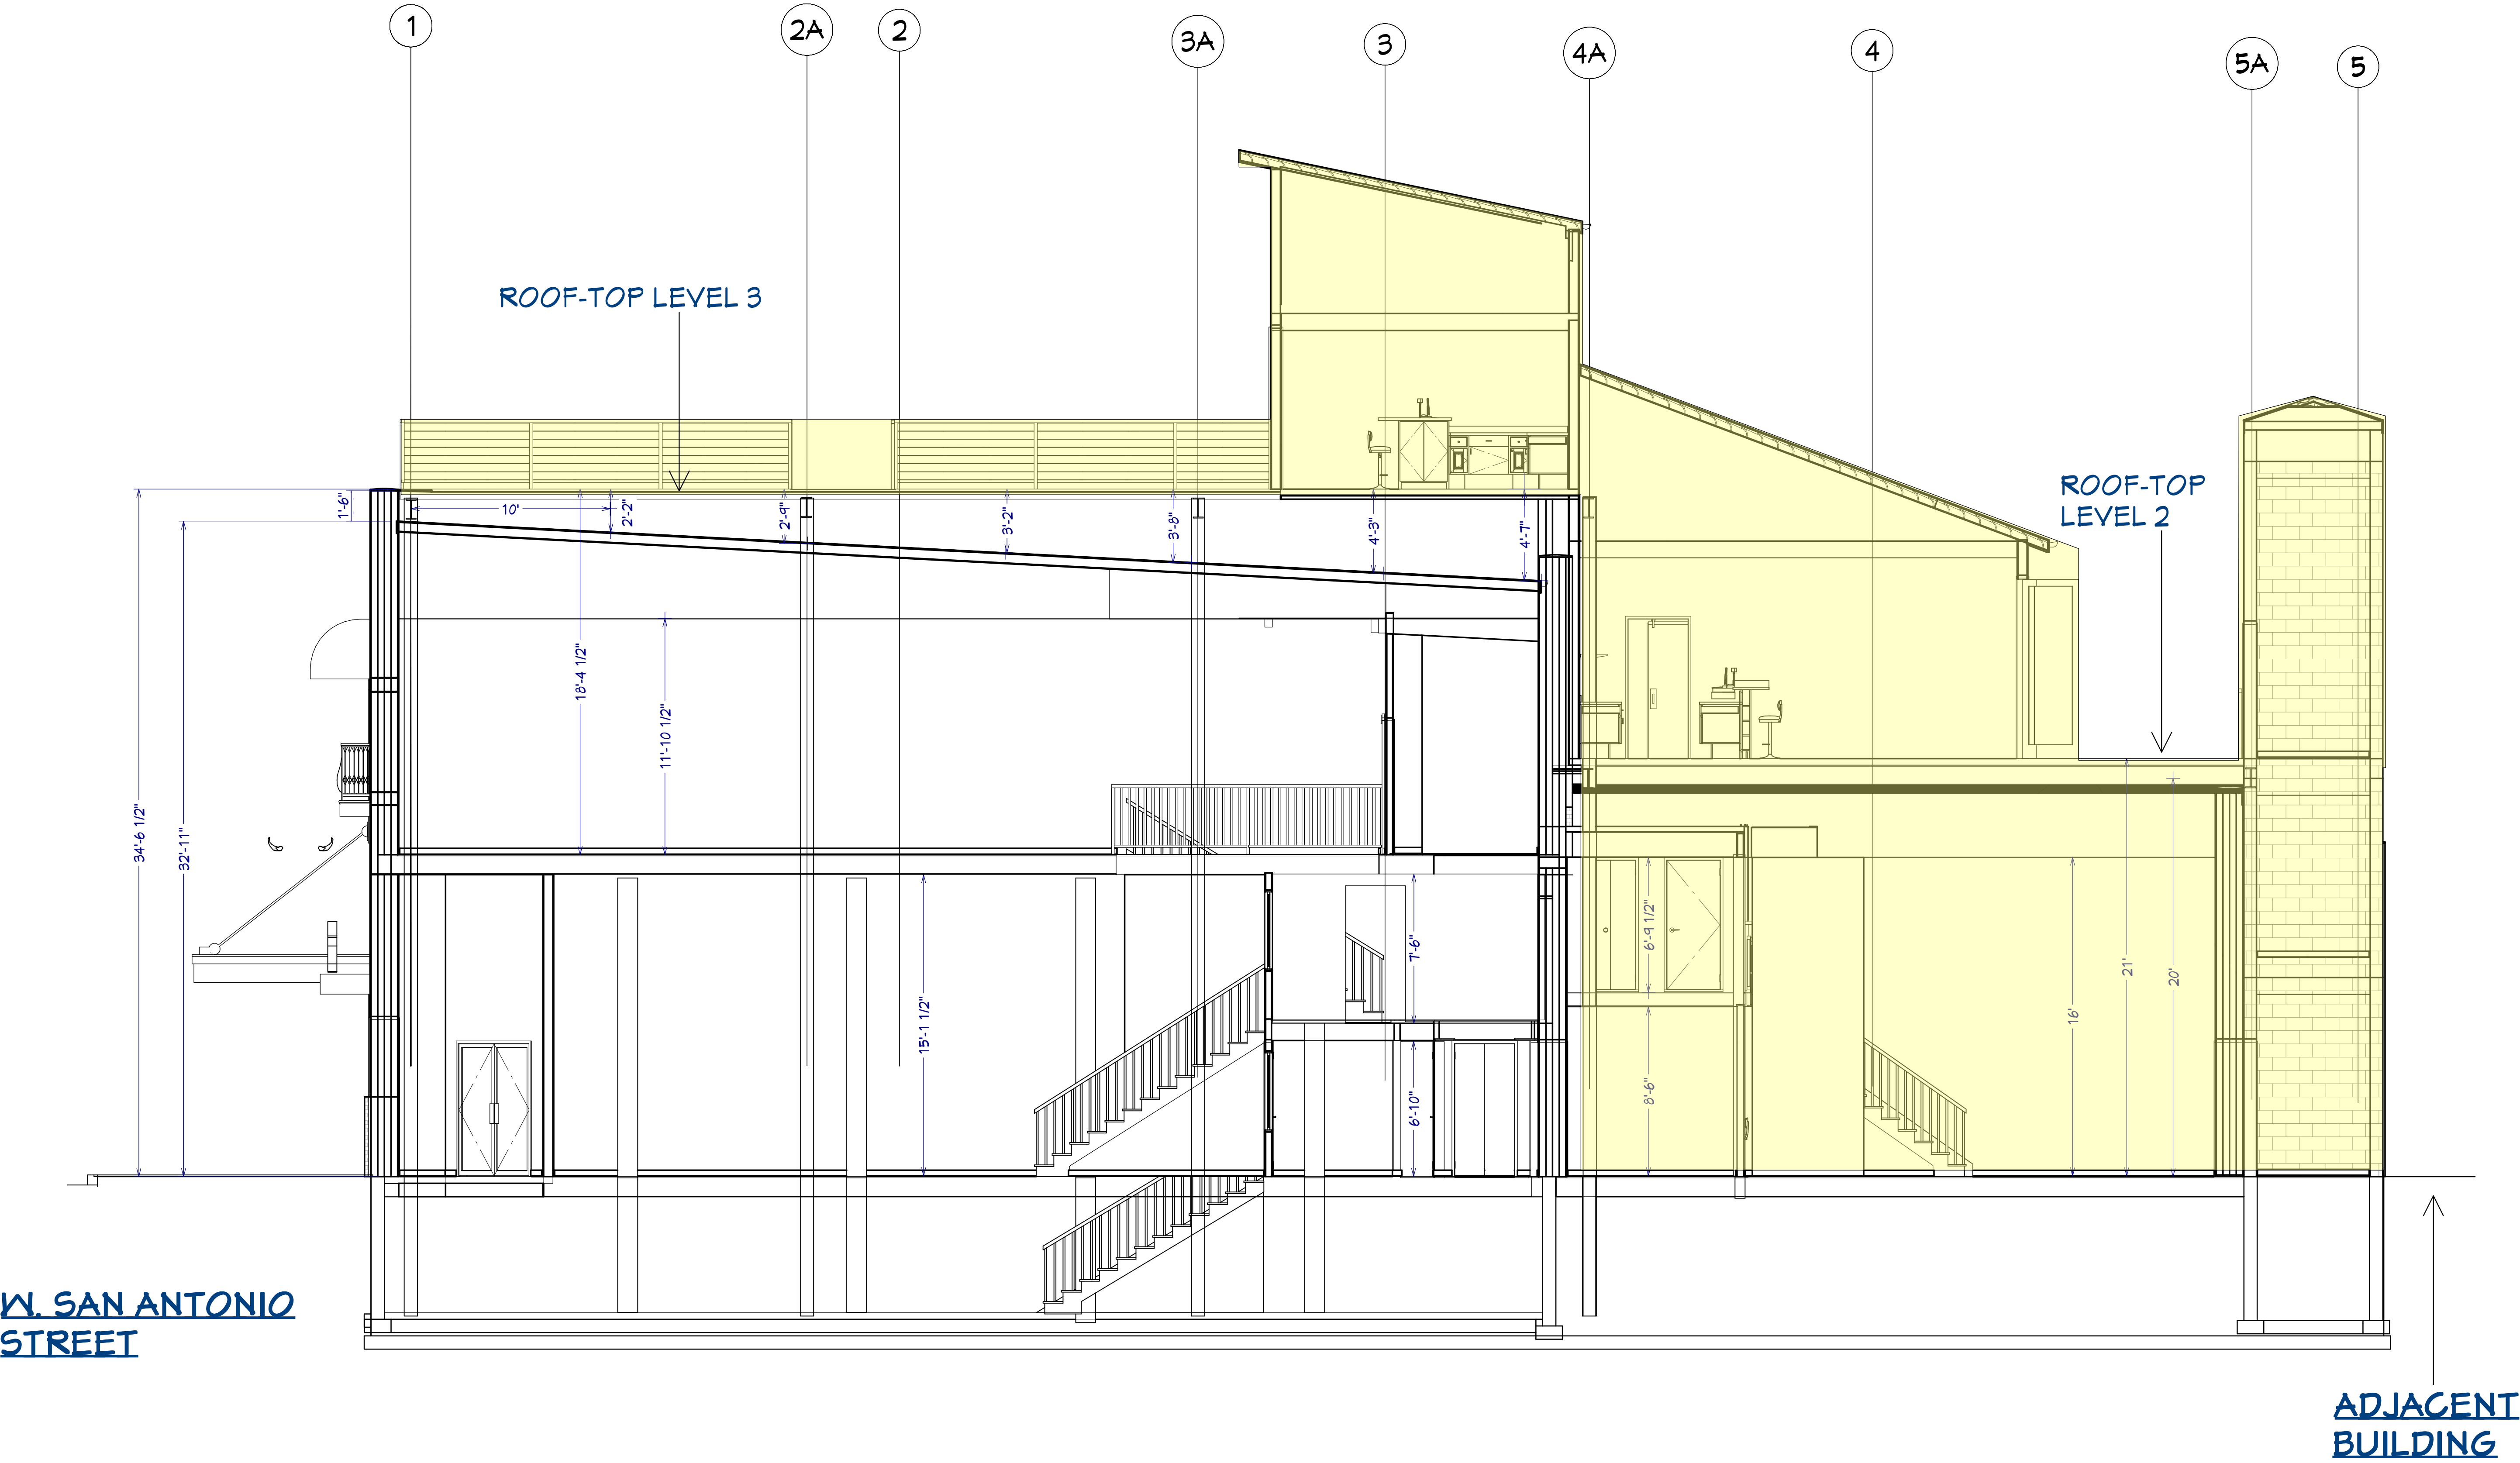 1
2A
2
3A
3
4A
4
5A
5
ROOF-TOP LEVEL 3
ROOF-TOP
LEVEL 2
1'-6"
10'
2'-2"
2'-9"
3'-2"
3'-8"
4'-3"
4'-7"
18'-4 1/2"
11'-10 1/2"
34'-6 1/2"
32'-11"
15'-1 1/2"
7'-6"
6'-10"
6'-9 1/2"
8'-6"
16'
21'
20'
W. SAN ANTONIO
STREET
ADJACENT
BUILDING